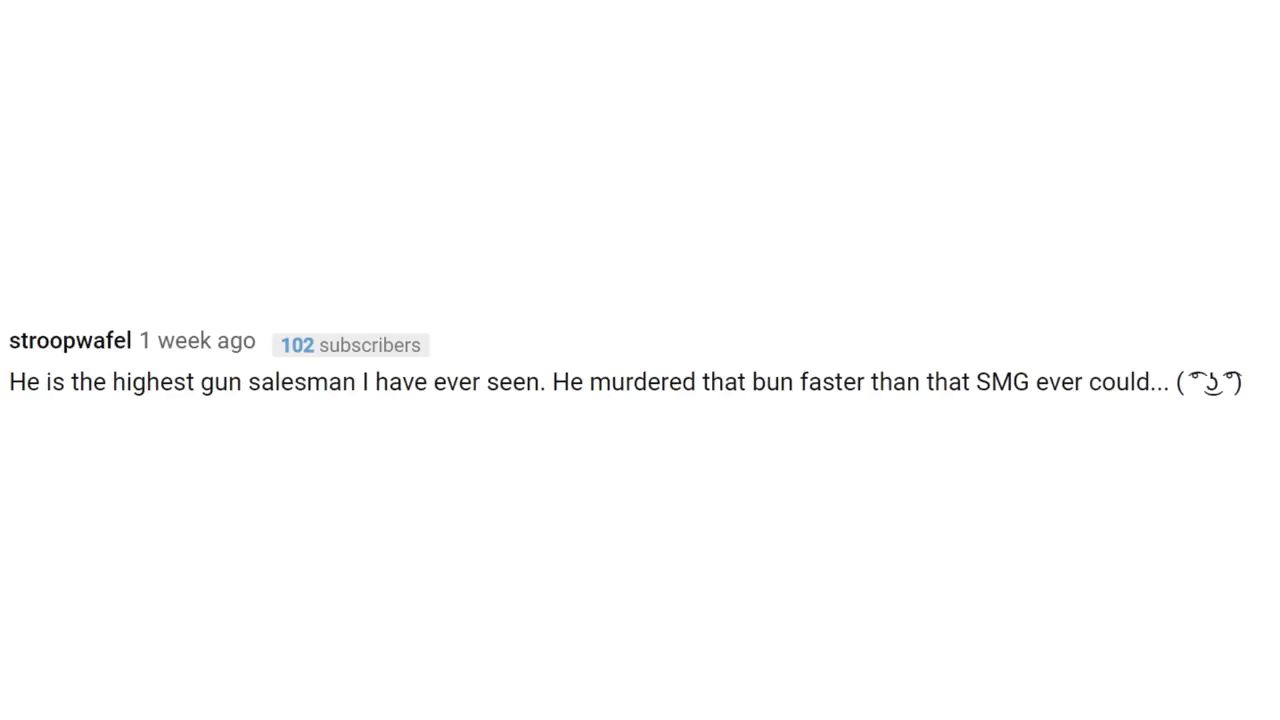 stroopwafel 1 week ago 102 subscribers
He is the highest gun salesman I have ever seen. He murdered that bun faster than that SMG ever could... ( ͡° ͜ʖ ͡°)